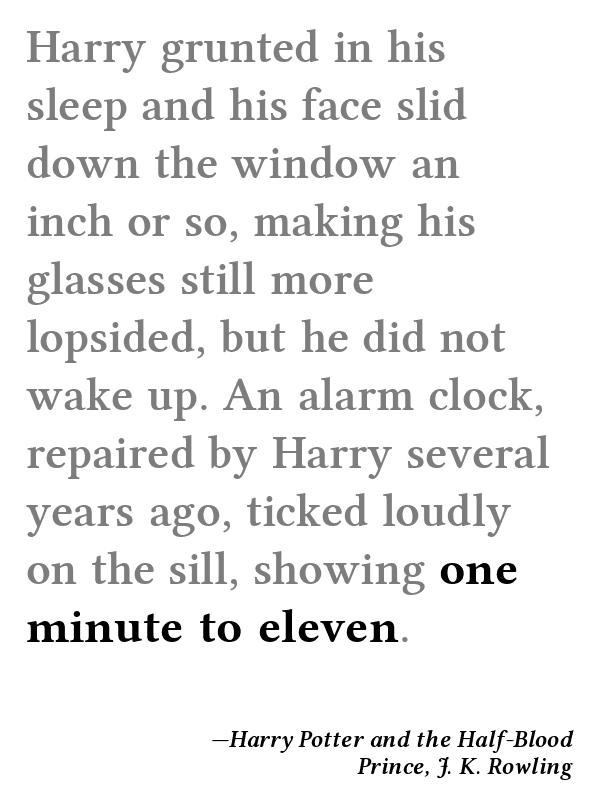 Harry grunted in his
sleep and his face slid
down the window an
inch or so, making his
glasses still more
lopsided, but he did not
wake up. An alarm clock,
repaired by Harry several
years ago, ticked loudly
on the sill, showing one
minute to eleven.
—Harry Potter and the Half-Blood
Prince, J. K. Rowling